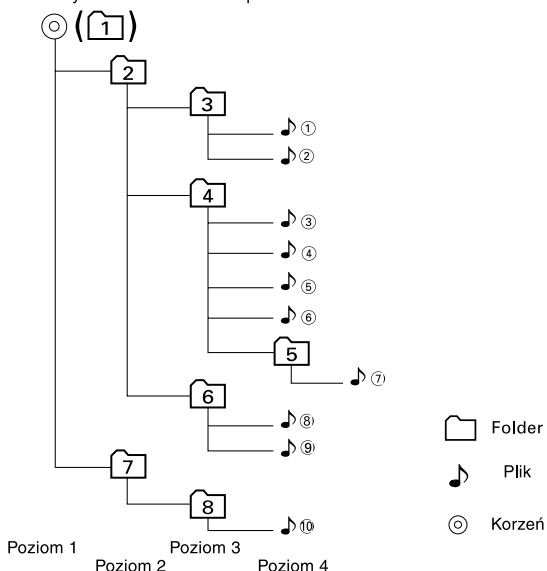 (1)
2
3
①
②
4
③
④
⑤
⑥
5
⑦
6
⑧
⑨
7
8
⑩
Folder
Plik
Korzeń
Poziom 1
Poziom 2
Poziom 3
Poziom 4